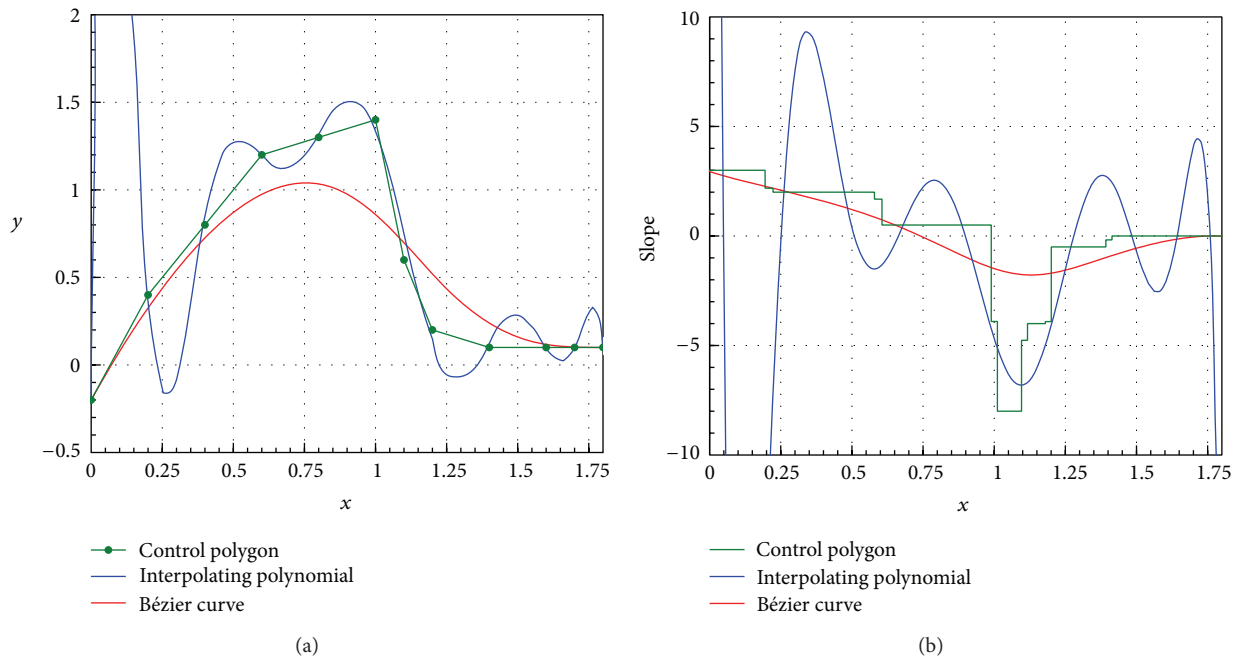 2
1.5
1
0.5
0
−0.5
y
0
0.25
0.5
0.75
1
1.25
1.5
1.75
x
Control polygon
Interpolating polynomial
Bézier curve
(a)
10
5
0
−5
−10
Slope
0
0.25
0.5
0.75
1
1.25
1.5
1.75
x
Control polygon
Interpolating polynomial
Bézier curve
(b)